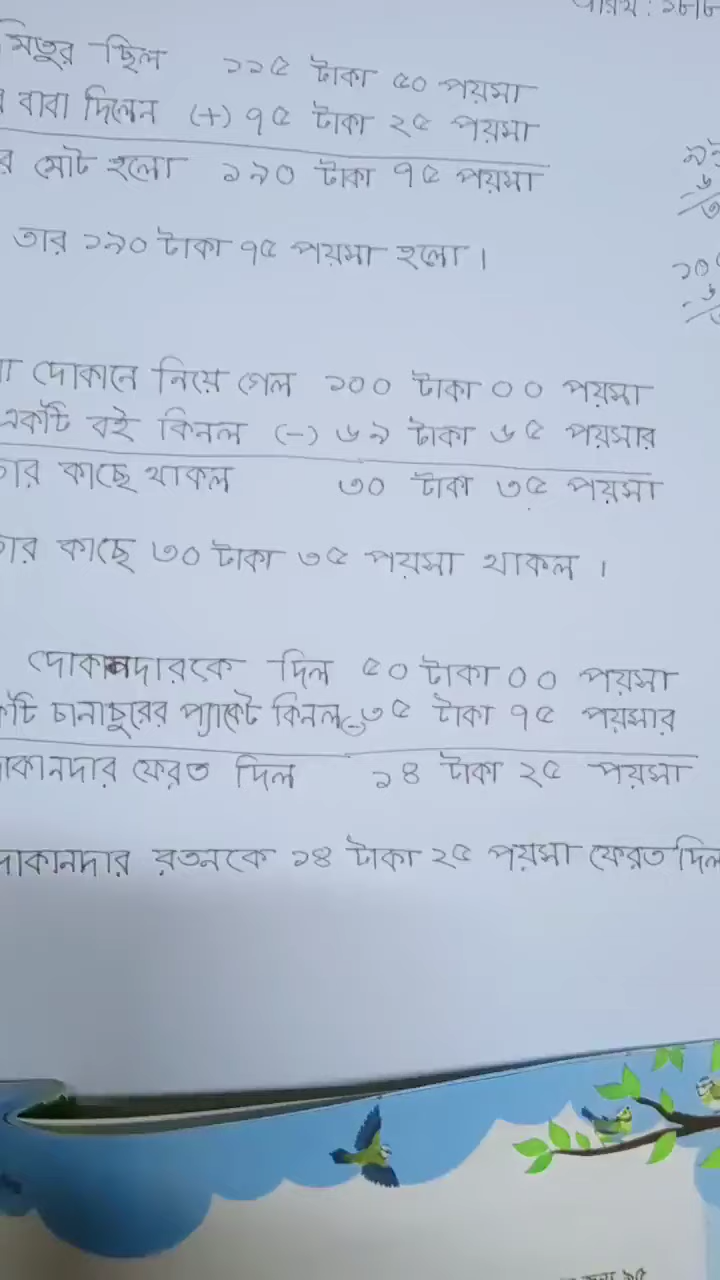 মিতুর ছিল ১১৫ টাকা ৫০ পয়সা
বাবা দিলেন (+) ৭৫ টাকা ২৫ পয়সা
র মোট হলো ১৯০ টাকা ৭৫ পয়সা
তার ১৯০ টাকা ৭৫ পয়সা হলো।
দোকানে নিয়ে গেল ১০০ টাকা ০০ পয়সা
একটি বই কিনল (-) ৬৯ টাকা ৬৫ পয়সার
তার কাছে থাকল ৩০ টাকা ৩৫ পয়সা
তার কাছে ৩০ টাকা ৩৫ পয়সা থাকল।
দোকানদারকে দিল ৫০ টাকা ০০ পয়সা
কটি চানাচুরের প্যাকেট কিনল (-) ৩৫ টাকা ৭৫ পয়সার
দোকানদার ফেরত দিল ১৪ টাকা ২৫ পয়সা
দোকানদার রতনকে ১৪ টাকা ২৫ পয়সা ফেরত দিল